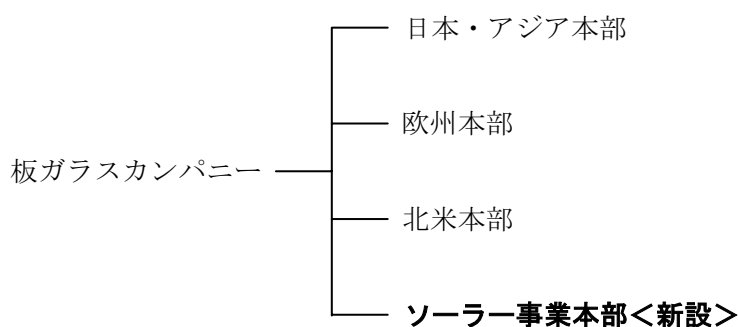 日本・アジア本部
欧州本部
板ガラスカンパニー
北米本部
ソーラー事業本部＜新設＞